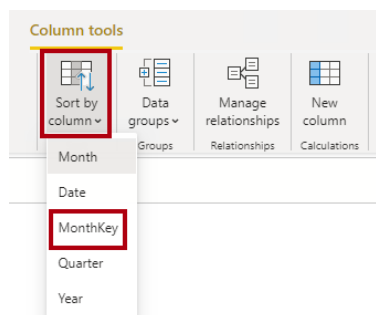 Column tools
Sort by
column
Data
groups
Manage
relationships
New
column
Groups
Relationships
Calculations
Month
Date
MonthKey
Quarter
Year